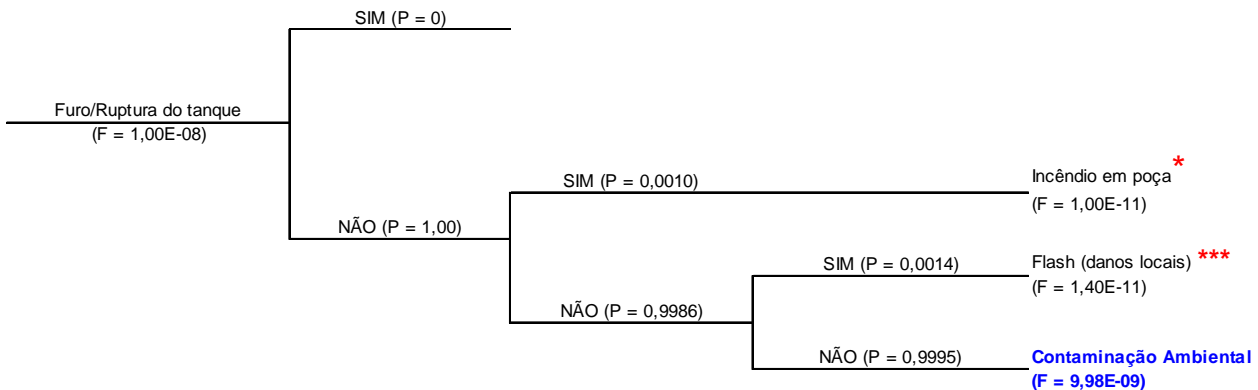 SIM (P = 0)
Furo/Ruptura do tanque
(F = 1,00E-08)
SIM (P = 0,0010)
Incêndio em poça *
(F = 1,00E-11)
NÃO (P = 1,00)
SIM (P = 0,0014)
Flash (danos locais) ***
(F = 1,40E-11)
NÃO (P = 0,9986)
NÃO (P = 0,9995)
Contaminação Ambiental
(F = 9,98E-09)